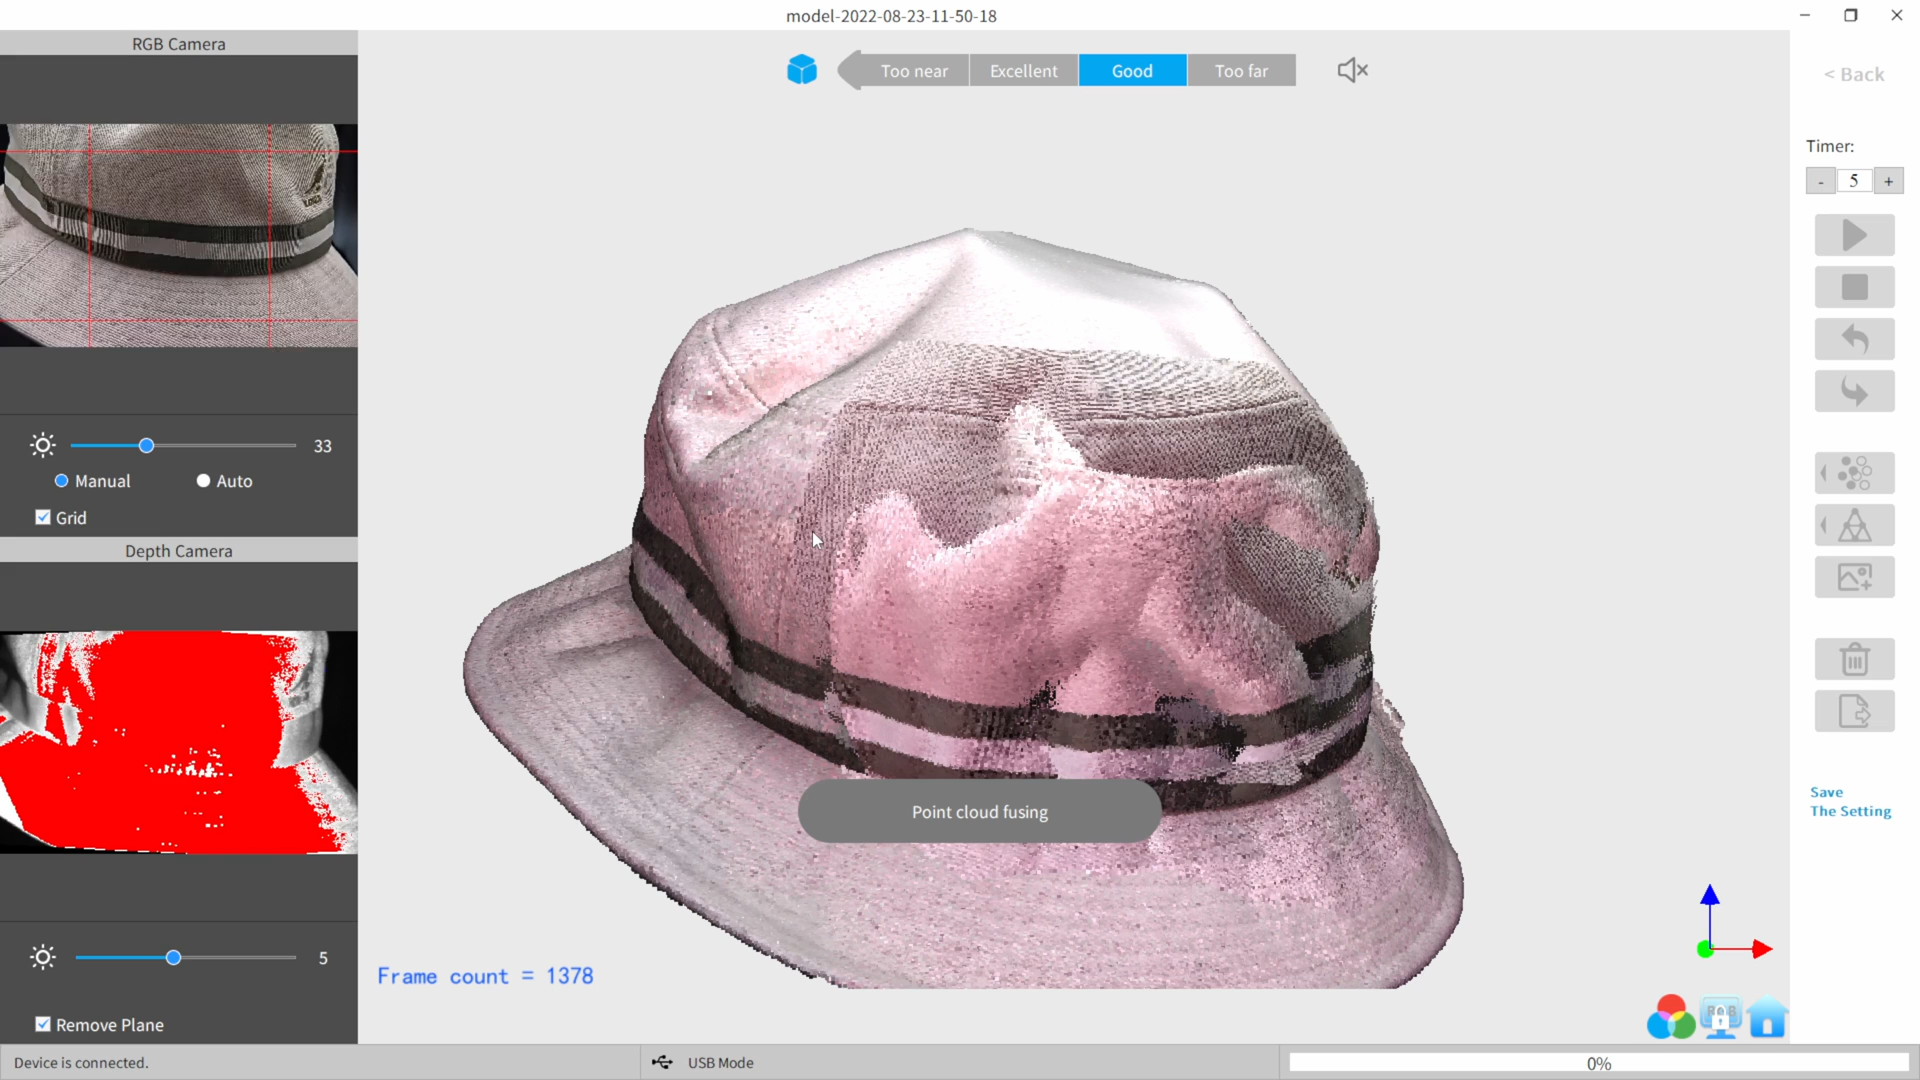 model-2022-08-23-11-50-18
RGB Camera
Too near
Excellent
Good
Too far
< Back
Timer:
- 5 +
33
Manual
Auto
Grid
Depth Camera
Point cloud fusing
Save
The Setting
5
Frame count = 1378
Remove Plane
RGB
Device is connected.
USB Mode
0%